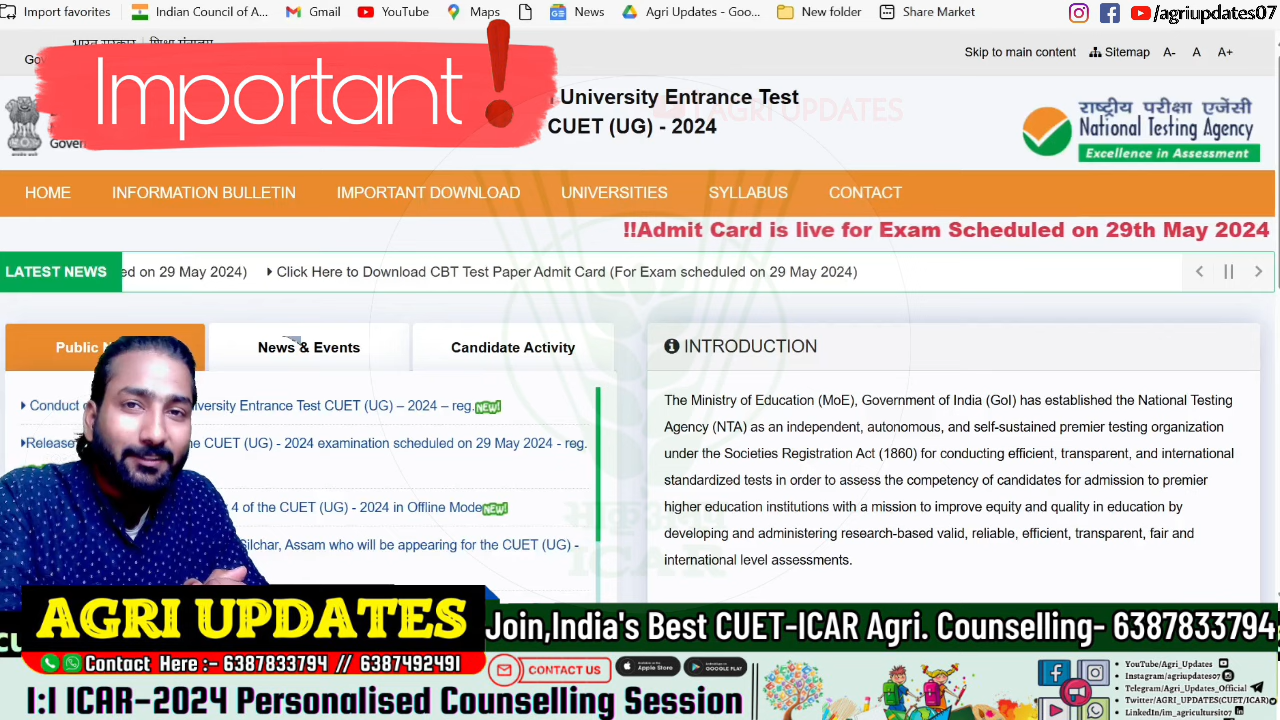 Import favorites
Indian Council of A...
Gmail
YouTube
Maps
News
Agri Updates - Goo...
New folder
Share Market
/agriupdates07
Skip to main content
Sitemap
A-
A
A+
Important!
University Entrance Test
CUET (UG) - 2024
AGRI UPDATES
राष्ट्रीय परीक्षा एजेंसी
National Testing Agency
Excellence in Assessment
HOME
INFORMATION BULLETIN
IMPORTANT DOWNLOAD
UNIVERSITIES
SYLLABUS
CONTACT
!!Admit Card is live for Exam Scheduled on 29th May 2024
LATEST NEWS
ed on 29 May 2024)
Click Here to Download CBT Test Paper Admit Card (For Exam scheduled on 29 May 2024)
Public N
News & Events
Candidate Activity
Conduct
iversity Entrance Test CUET (UG) – 2024 – reg.
NEW!
Release
e CUET (UG) - 2024 examination scheduled on 29 May 2024 - reg.
4 of the CUET (UG) - 2024 in Offline Mode
NEW!
Silchar, Assam who will be appearing for the CUET (UG) -
INTRODUCTION
The Ministry of Education (MoE), Government of India (GoI) has established the National Testing
Agency (NTA) as an independent, autonomous, and self-sustained premier testing organization
under the Societies Registration Act (1860) for conducting efficient, transparent, and international
standardized tests in order to assess the competency of candidates for admission to premier
higher education institutions with a mission to improve equity and quality in education by
developing and administering research-based valid, reliable, efficient, transparent, fair and
international level assessments.
ICAR
AGRI UPDATES
Join,India's Best CUET-ICAR Agri. Counselling- 6387833794
Contact Here :- 6387833794 // 6387492491
CONTACT US
Apple Store
GOOGLE PLAY
1:1 ICAR-2024 Personalised Counselling Session
YouTube/Agri_Updates
Instagram/agriupdates07
Telegram/Agri_Updates_Official
Twitter/AGRI_UPDATES(CUET/ICAR)
LinkedIN/im_agricultursit07